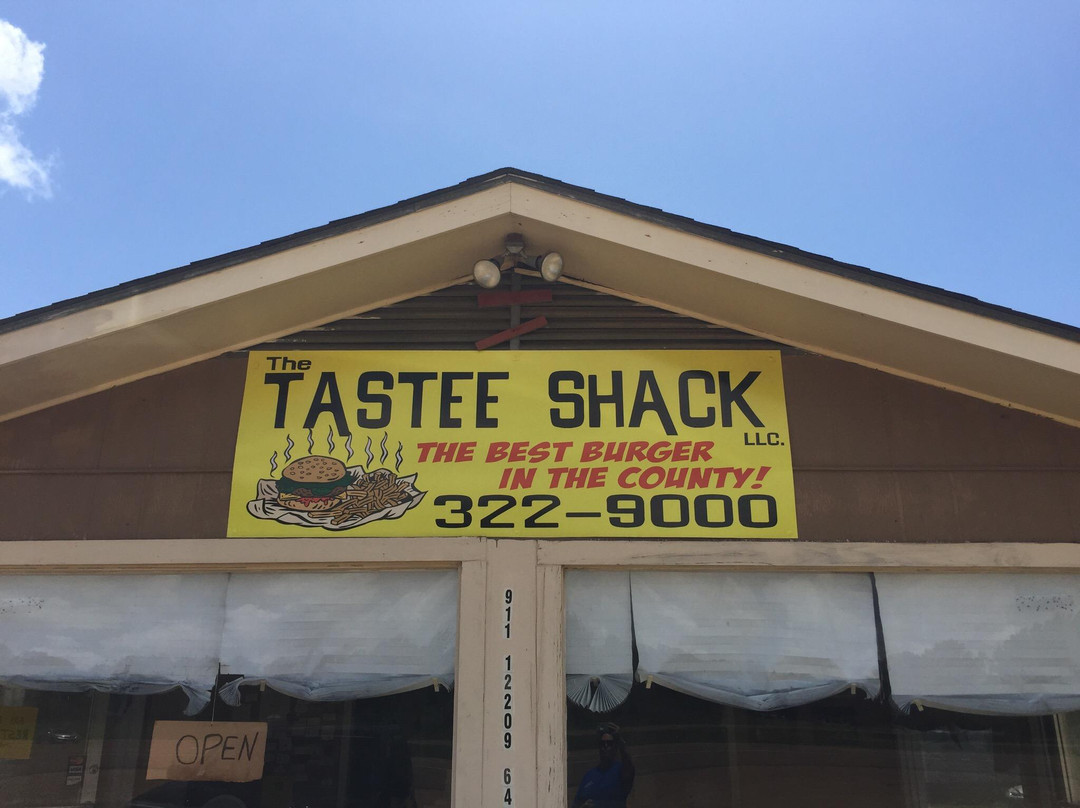 The
TASTEE SHACK
LLC.
THE BEST BURGER
IN THE COUNTY!
322-9000
911 12209 64
OPEN